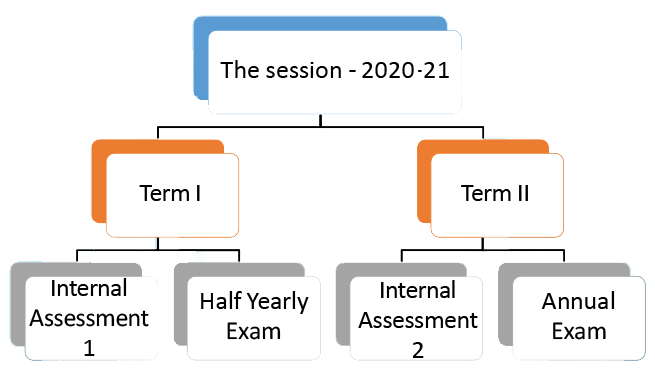 The session - 2020-21
Term I
Term II
Internal
Assessment
1
Half Yearly
Exam
Internal
Assessment
2
Annual
Exam